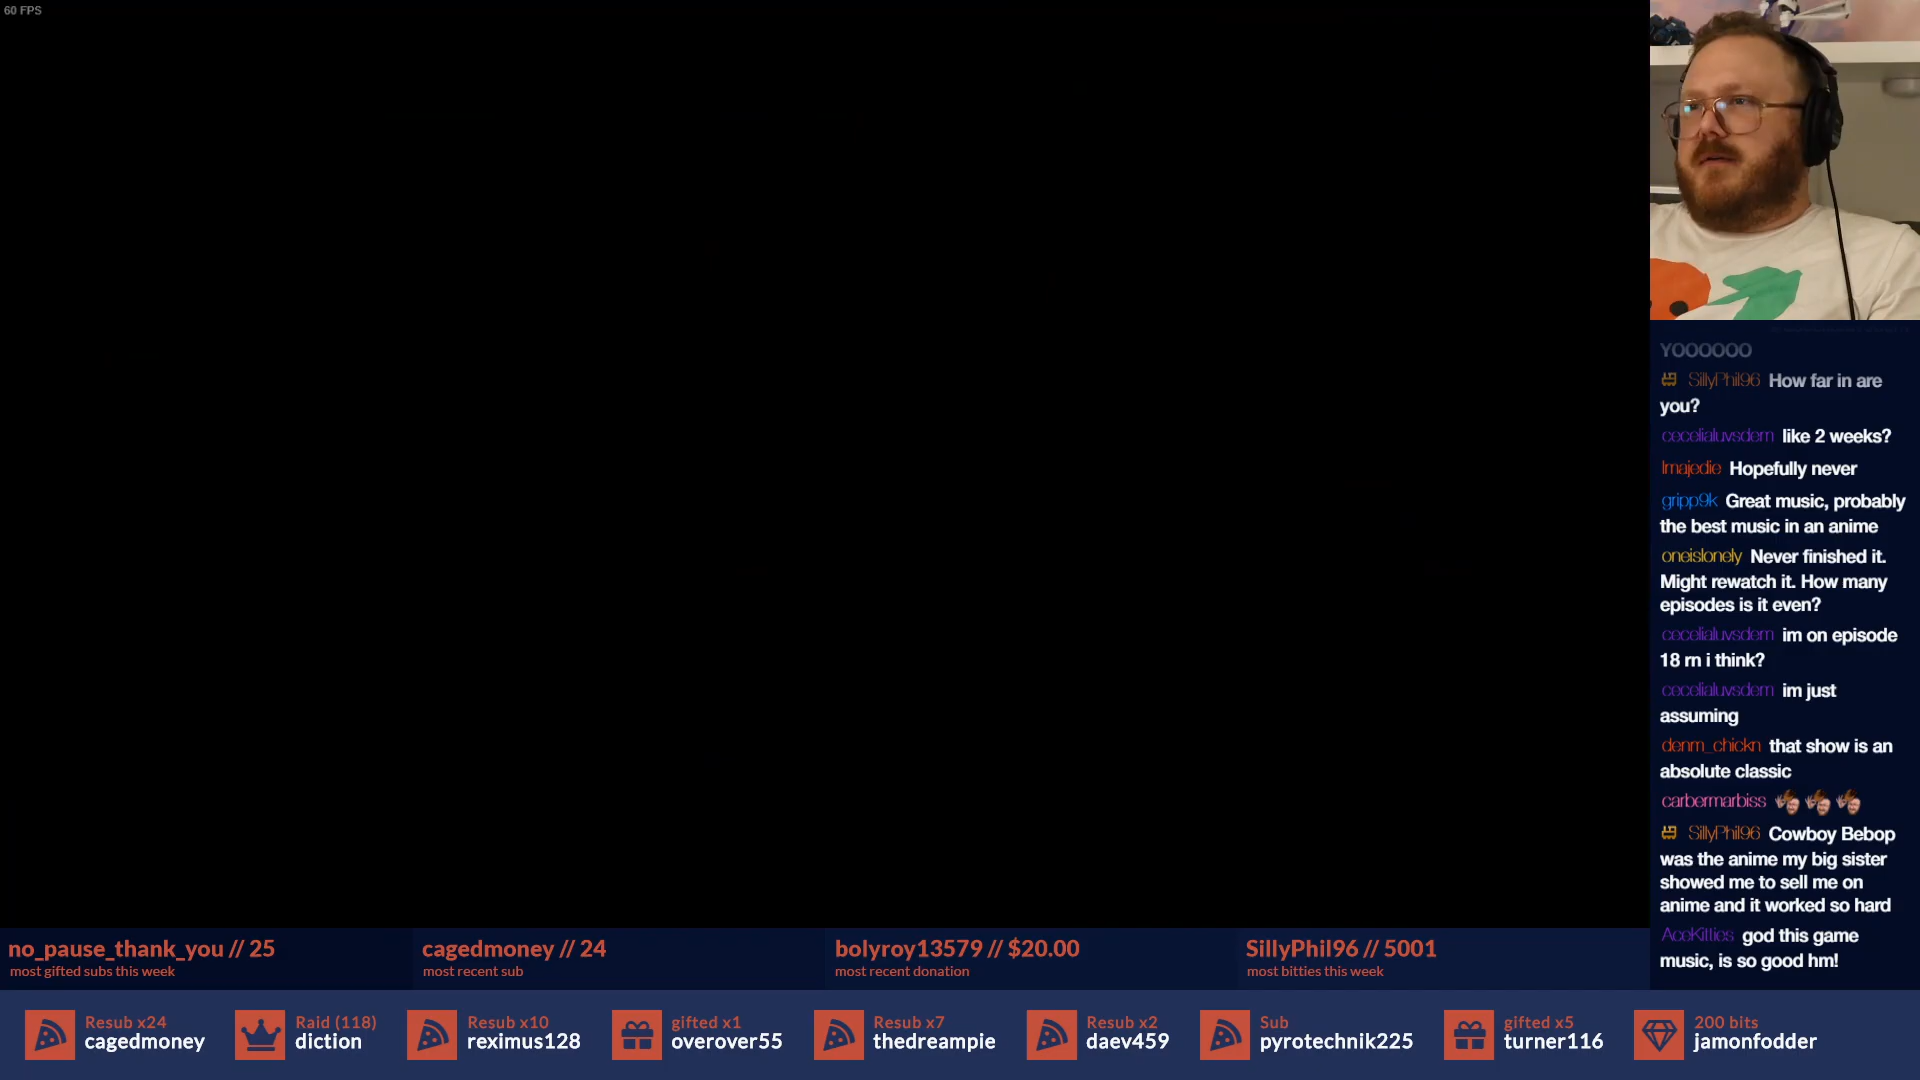 60 FPS
YOOOOOO
SillyPhil96 How far in are
you?
cecelialuvsdem like 2 weeks?
lmajedie Hopefully never
gripp9k Great music, probably
the best music in an anime
oneislonely Never finished it.
Might rewatch it. How many
episodes is it even?
cecelialuvsdem im on episode
18 rn i think?
cecelialuvsdem im just
assuming
denm_chickn that show is an
absolute classic
carbermarbiss
SillyPhil96 Cowboy Bebop
was the anime my big sister
showed me to sell me on
anime and it worked so hard
AceKitties god this game
music, is so good hm!
no_pause_thank_you // 25
most gifted subs this week
cagedmoney // 24
most recent sub
bolyroy13579 // $20.00
most recent donation
SillyPhil96 // 5001
most bitties this week
Resub x24
cagedmoney
Raid (118)
diction
Resub x10
reximus128
gifted x1
overover55
Resub x7
thedreampie
Resub x2
daev459
Sub
pyrotechnik225
gifted x5
turner116
200 bits
jamonfodder